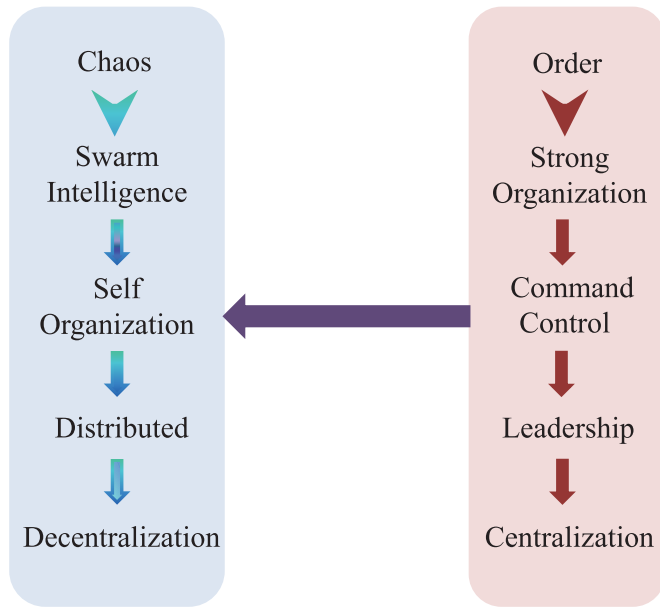 Chaos
Swarm
Intelligence
Self
Organization
Distributed
Decentralization
Order
Strong
Organization
Command
Control
Leadership
Centralization